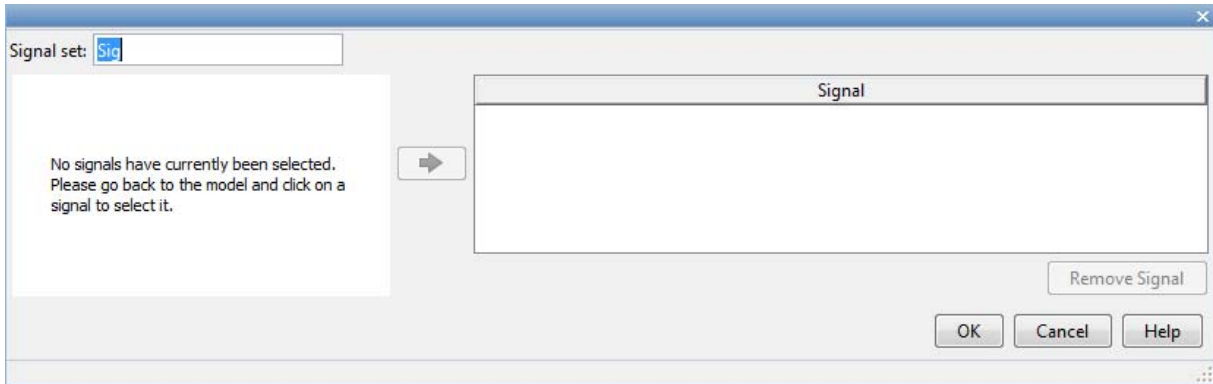 Signal set: Sig
Signal
No signals have currently been selected.
Please go back to the model and click on a
signal to select it.
Remove Signal
OK Cancel Help